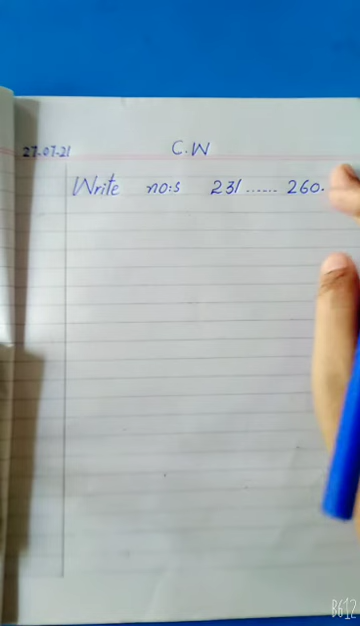 27-07-21
C.W
Write no:s 231 ...... 260.
B612